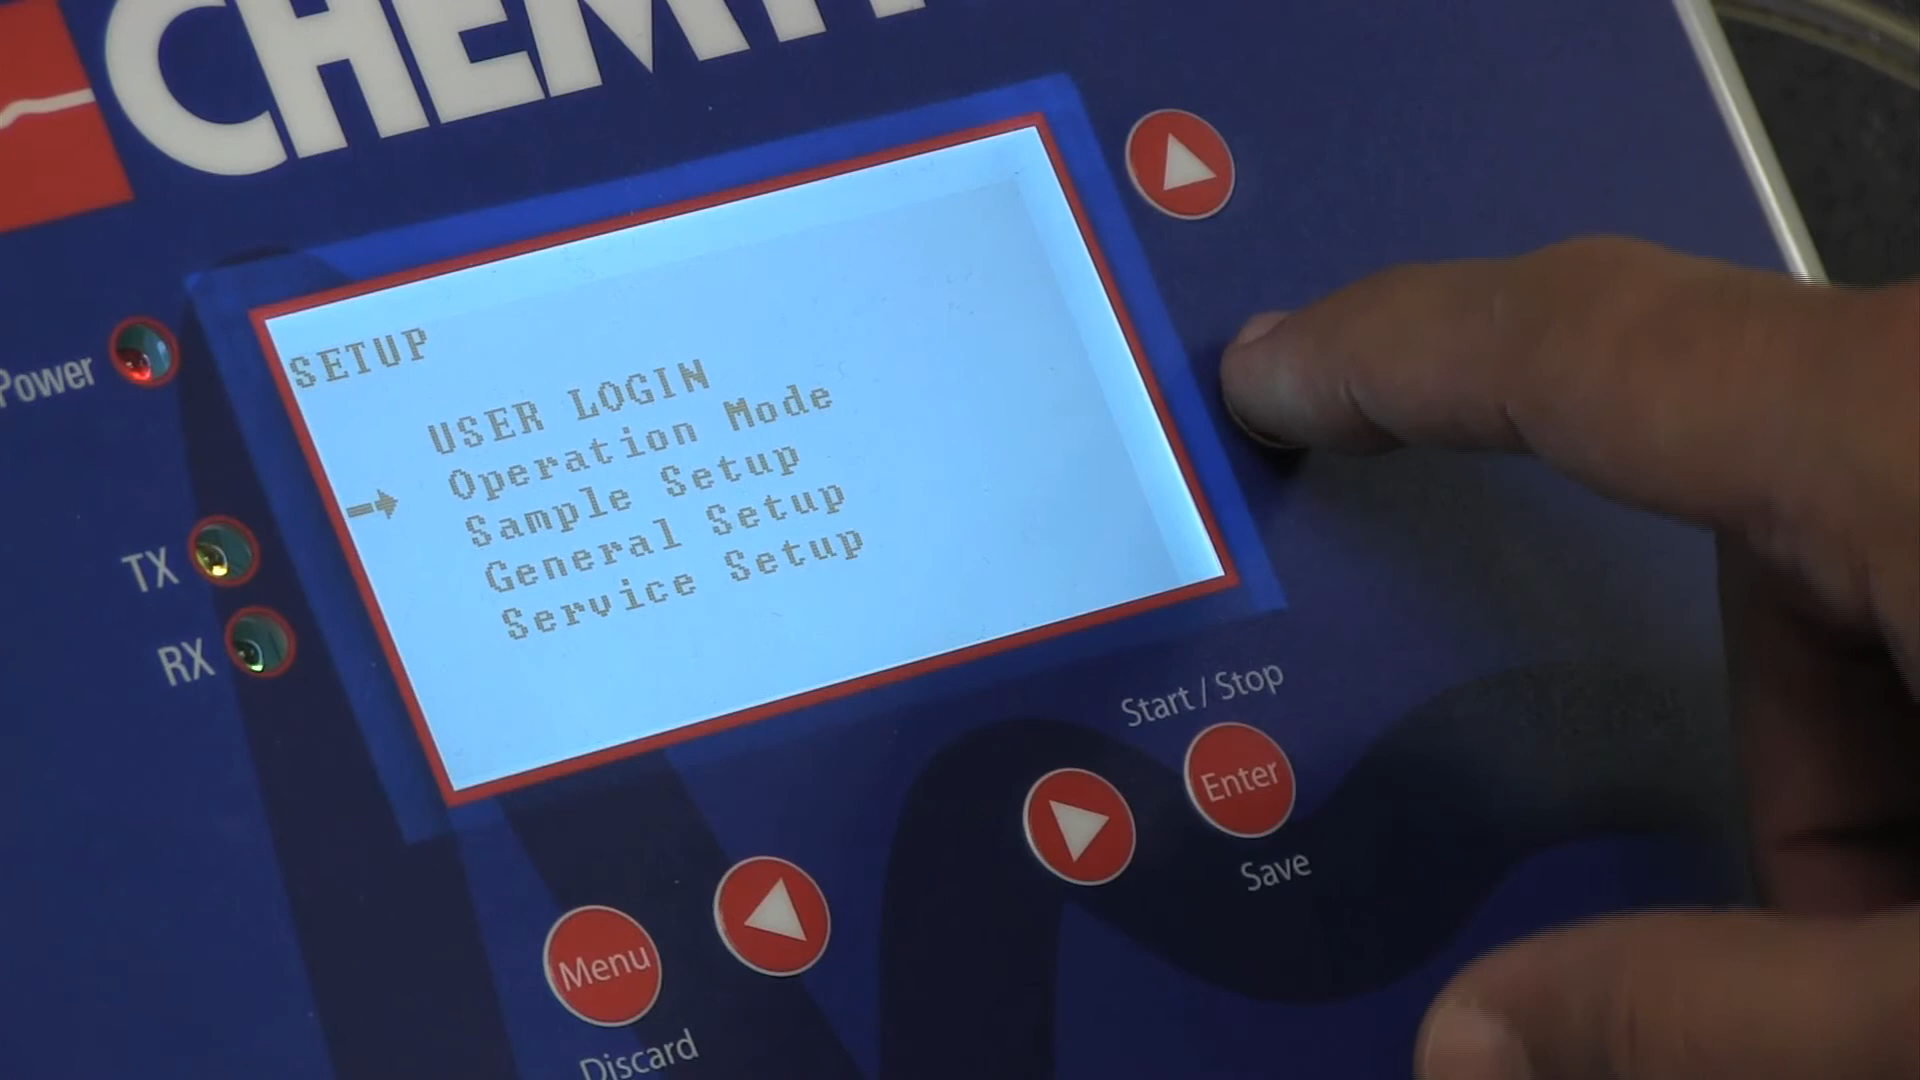 SETUP
USER LOGIN
Operation Mode
Sample Setup
General Setup
Service Setup
Power
TX
RX
Start / Stop
Enter
Save
Menu
Discard